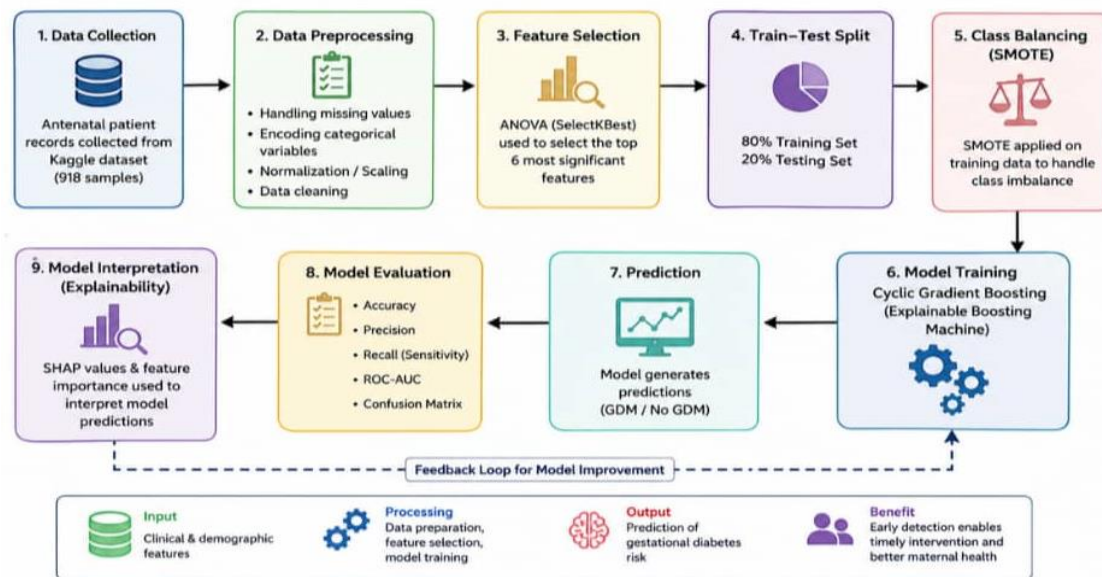 1. Data Collection
Antenatal patient
records collected from
Kaggle dataset
(918 samples)
2. Data Preprocessing
• Handling missing values
• Encoding categorical
variables
• Normalization / Scaling
• Data cleaning
3. Feature Selection
ANOVA (SelectKBest)
used to select the top
6 most significant
features
4. Train–Test Split
80% Training Set
20% Testing Set
5. Class Balancing
(SMOTE)
SMOTE applied on
training data to handle
class imbalance
6. Model Training
Cyclic Gradient Boosting
(Explainable Boosting
Machine)
7. Prediction
Model generates
predictions
(GDM / No GDM)
8. Model Evaluation
• Accuracy
• Precision
• Recall (Sensitivity)
• ROC-AUC
• Confusion Matrix
9. Model Interpretation
(Explainability)
SHAP values & feature
importance used to
interpret model
predictions
Feedback Loop for Model Improvement
Input
Clinical & demographic
features
Processing
Data preparation,
feature selection,
model training
Output
Prediction of
gestational diabetes
risk
Benefit
Early detection enables
timely intervention and
better maternal health